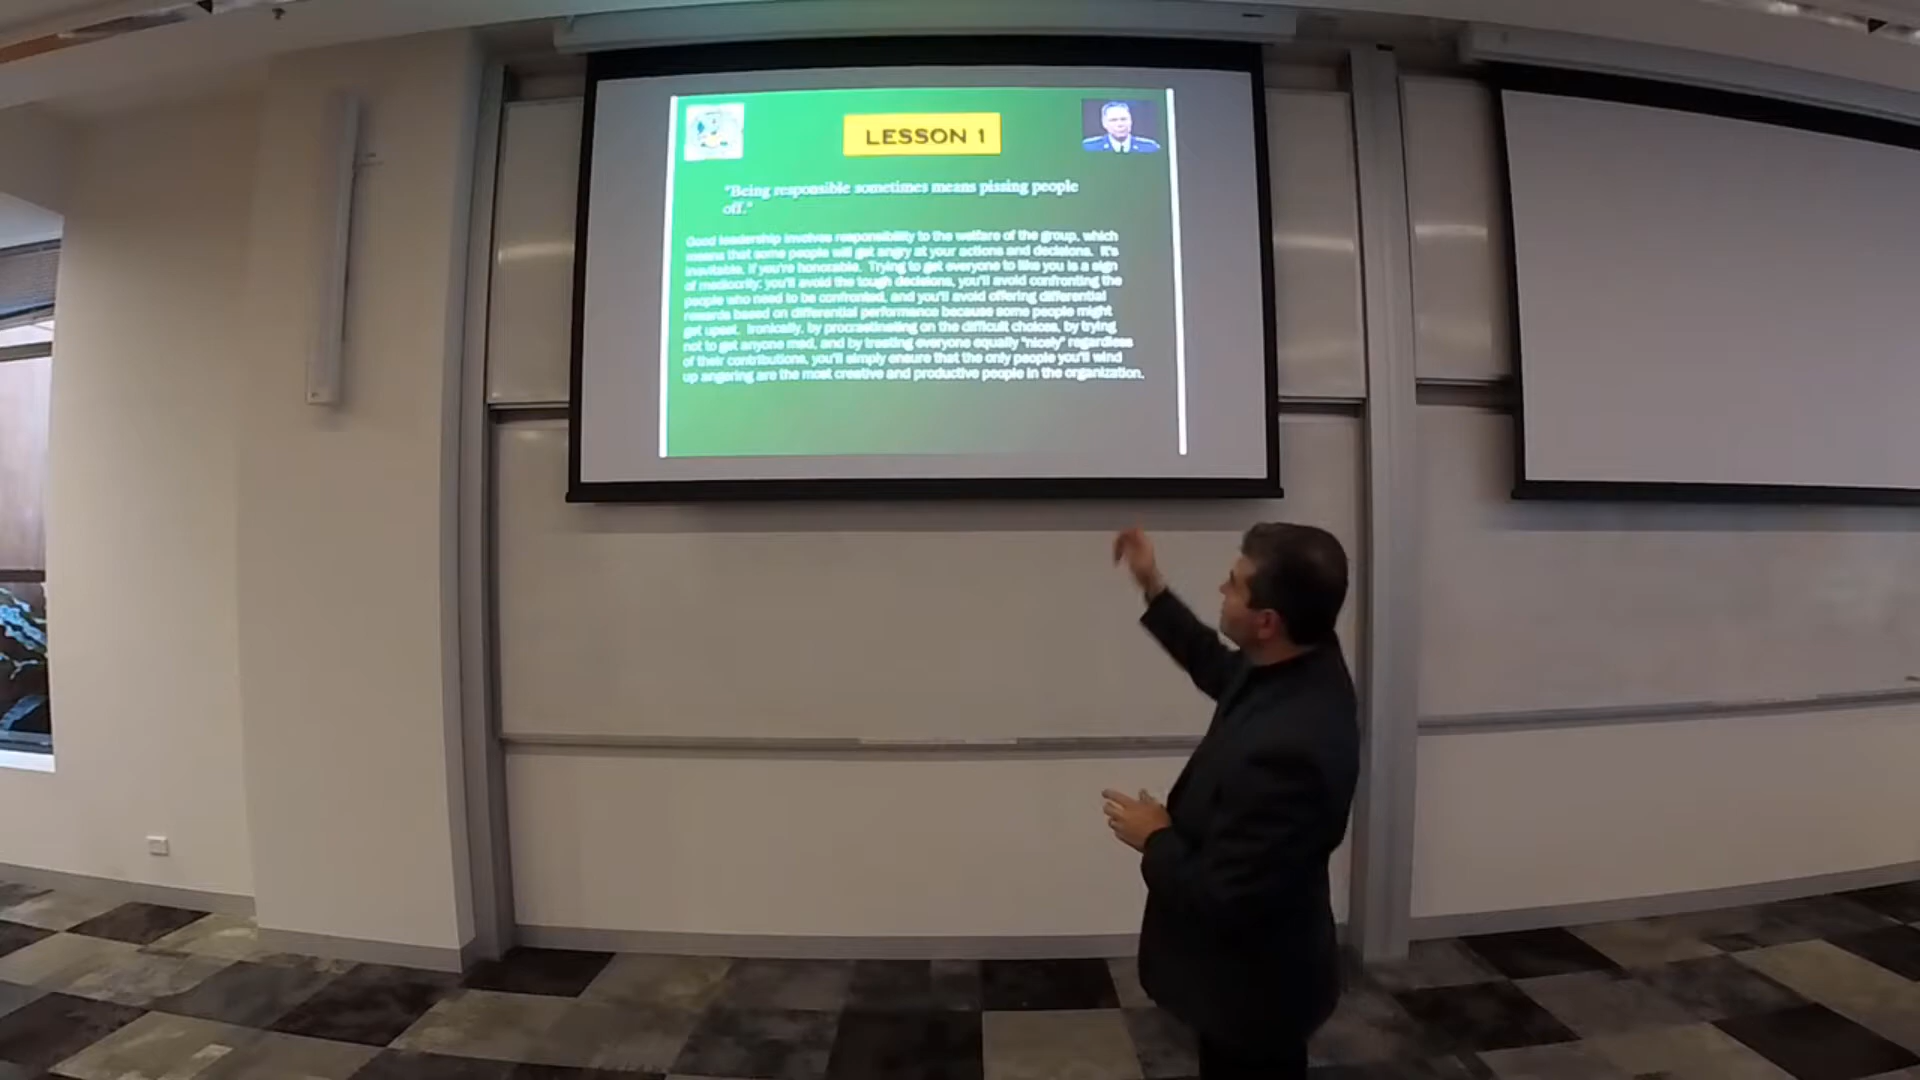 LESSON 1
"Being responsible sometimes means pissing people
off."
Good leadership involves responsibility to the welfare of the group, which
means that some people will get angry at your actions and decisions. It's
inevitable, if you're honorable. Trying to get everyone to like you is a sign
of mediocrity: you'll avoid the tough decisions, you'll avoid confronting the
people who need to be confronted, and you'll avoid offering differential
rewards based on differential performance because some people might
get upset. Ironically, by procrastinating on the difficult choices, by trying
not to get anyone mad, and by treating everyone equally "nicely" regardless
of their contributions, you'll simply ensure that the only people you'll wind
up angering are the most creative and productive people in the organization.